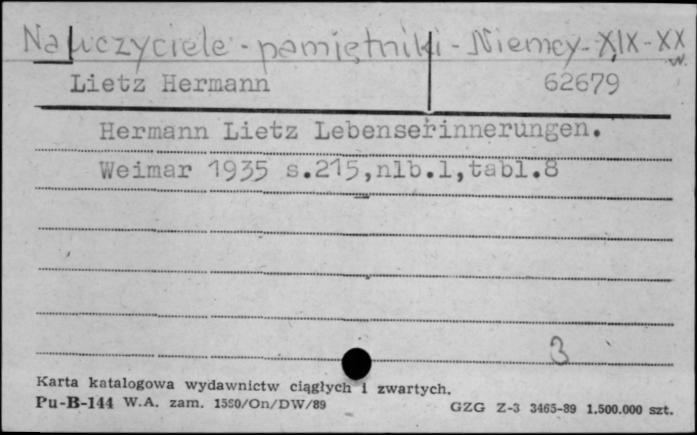 Nauczyciele - pamiętniki - Niemcy - XIX-XX w.
Lietz Hermann 62679
Hermann Lietz Lebenserinnerungen.
Weimar 1935 s.215,nlb.1,tabl.8
3
Karta katalogowa wydawnictw ciągłych i zwartych.
Pu-B-144 W.A. zam. 1550/On/DW/89 GZG Z-3 3465-89 1.500.000 szt.